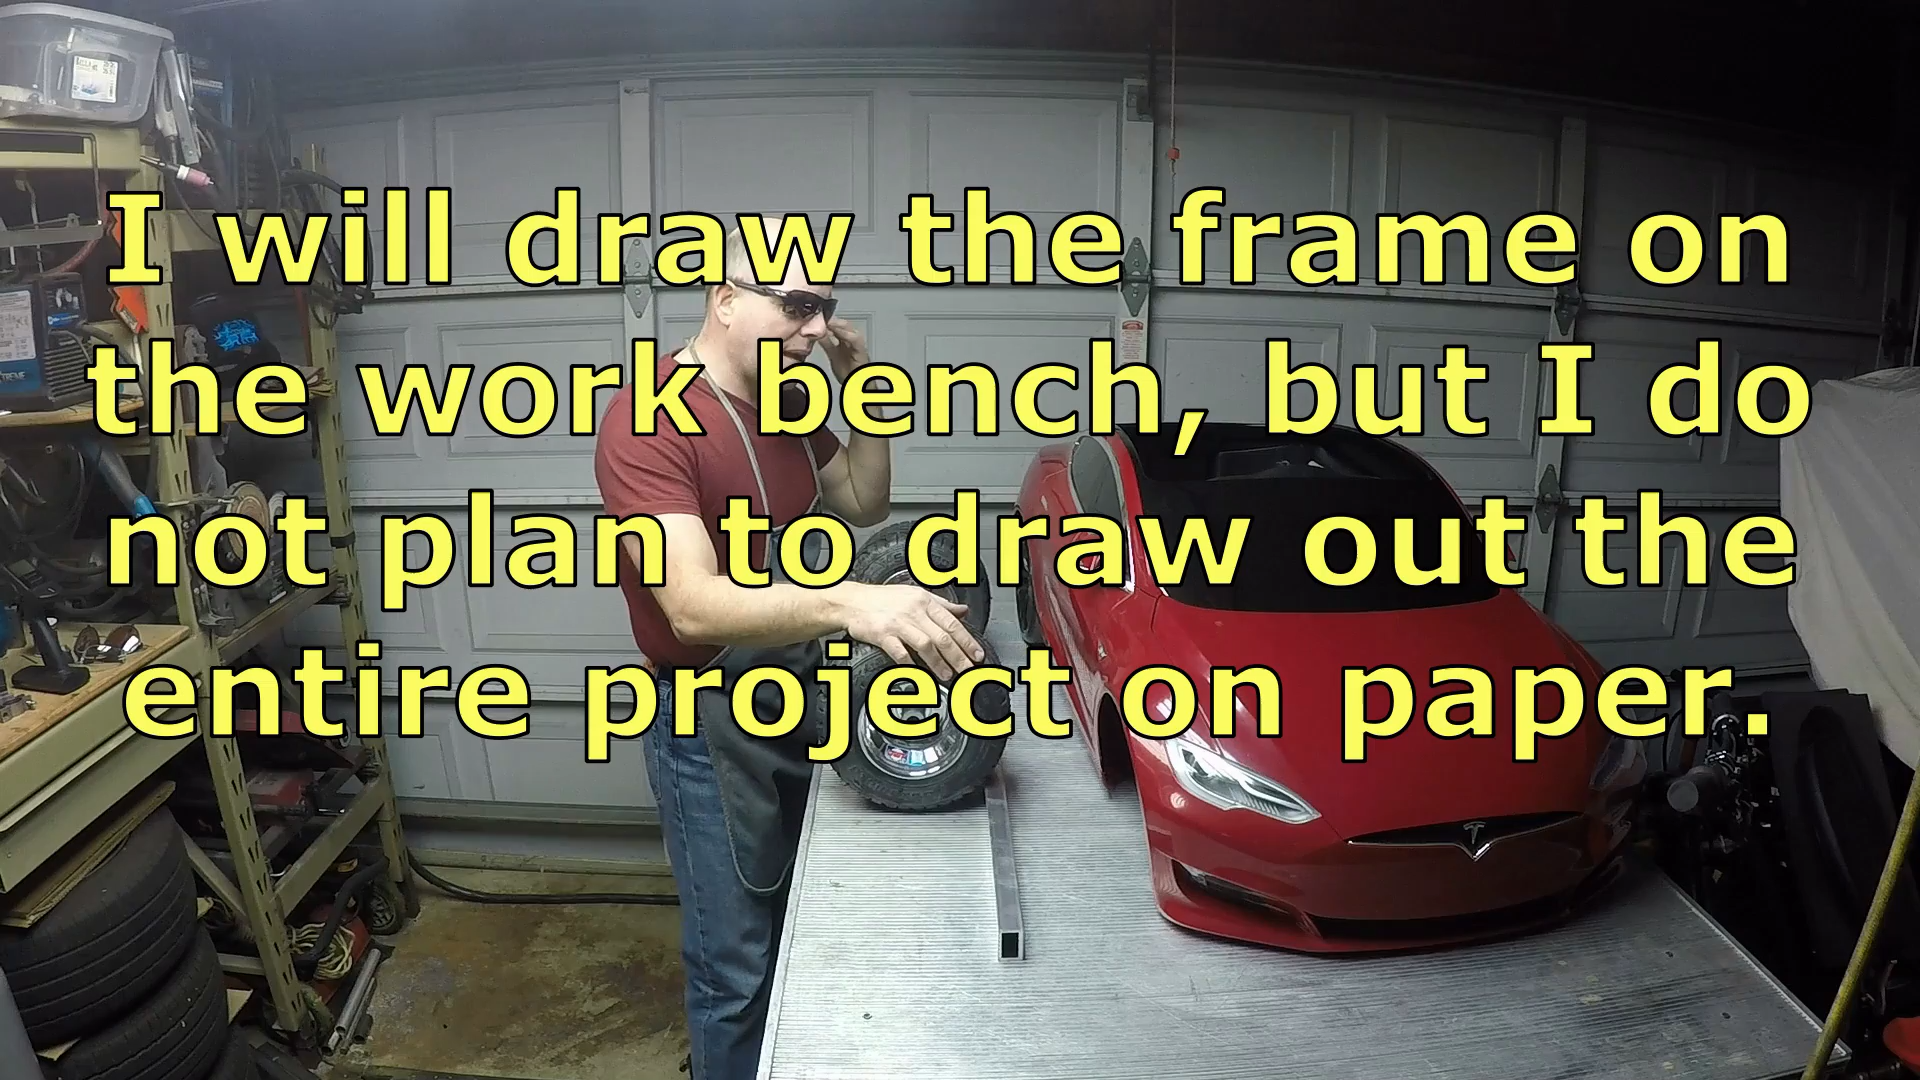 I will draw the frame on
the work bench, but I do
not plan to draw out the
entire project on paper.